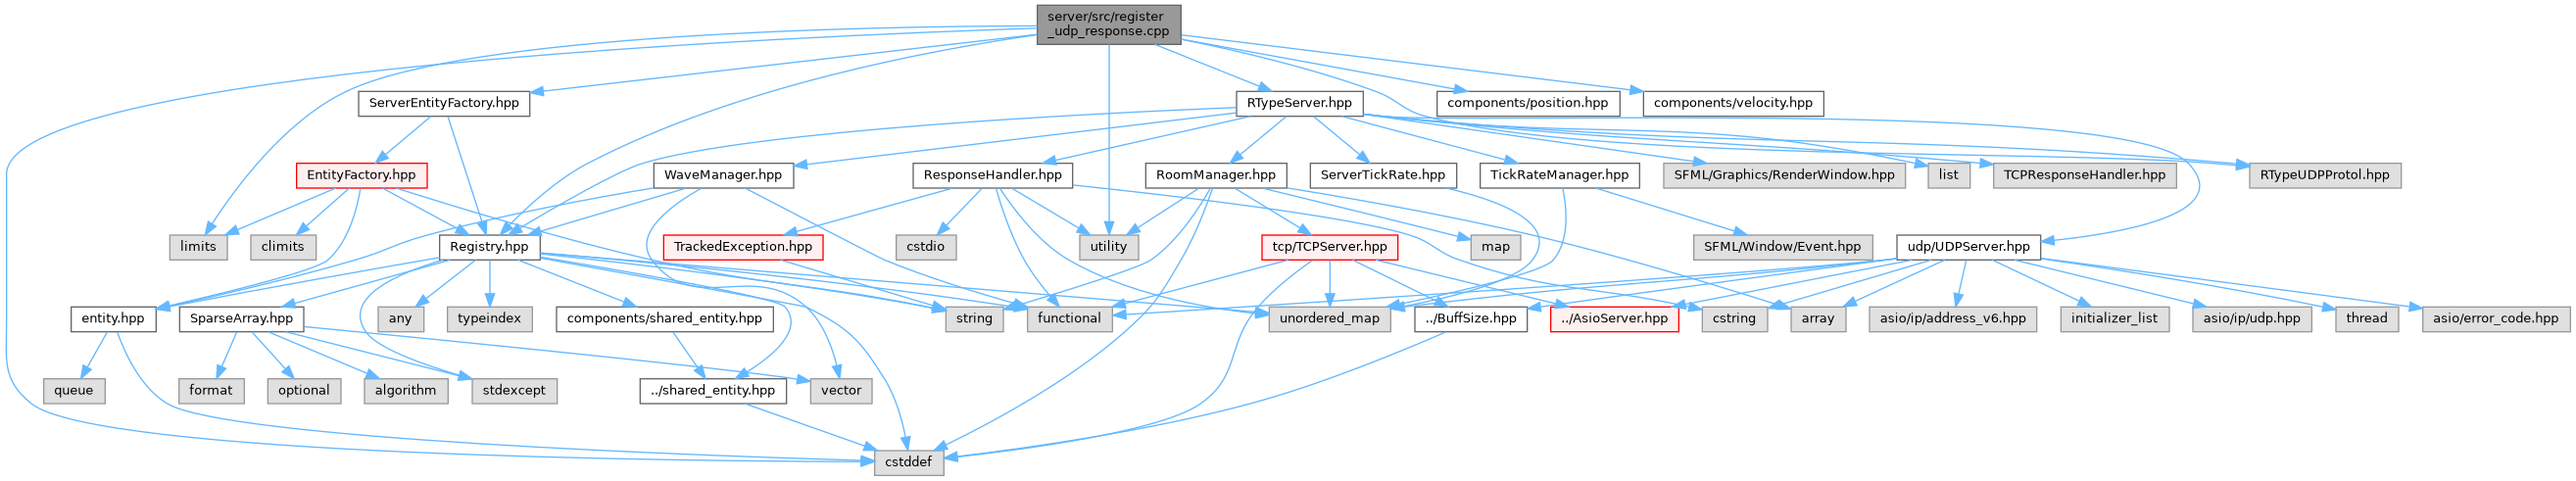 server/src/register
_udp_response.cpp
ServerEntityFactory.hpp
RTypeServer.hpp
components/position.hpp
components/velocity.hpp
EntityFactory.hpp
WaveManager.hpp
ResponseHandler.hpp
RoomManager.hpp
ServerTickRate.hpp
TickRateManager.hpp
SFML/Graphics/RenderWindow.hpp
list
TCPResponseHandler.hpp
RTypeUDPProtol.hpp
limits
climits
Registry.hpp
TrackedException.hpp
cstdio
utility
tcp/TCPServer.hpp
map
SFML/Window/Event.hpp
udp/UDPServer.hpp
entity.hpp
SparseArray.hpp
any
typeindex
components/shared_entity.hpp
string
functional
unordered_map
../BuffSize.hpp
../AsioServer.hpp
cstring
array
asio/ip/address_v6.hpp
initializer_list
asio/ip/udp.hpp
thread
asio/error_code.hpp
queue
format
optional
algorithm
stdexcept
../shared_entity.hpp
vector
cstddef